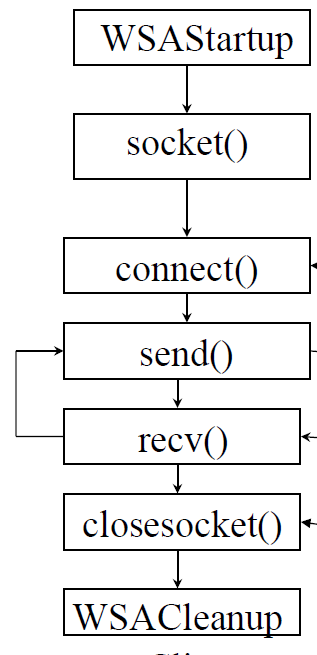 WSAStartup
socket()
connect()
send()
recv()
closesocket()
WSACleanup